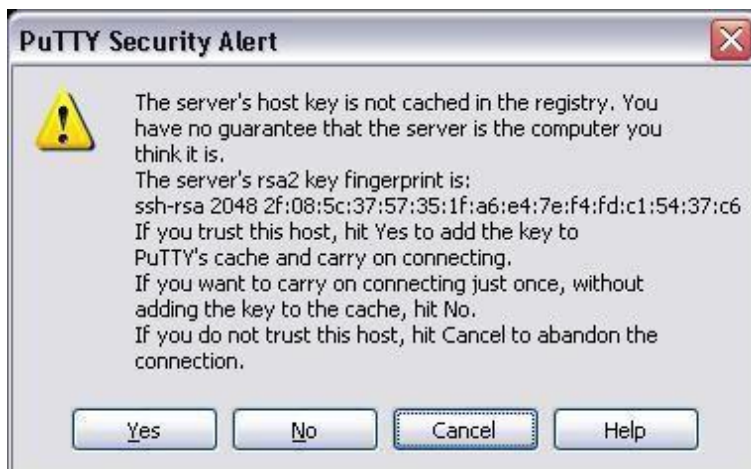 PuTTY Security Alert
The server's host key is not cached in the registry. You
have no guarantee that the server is the computer you
think it is.
The server's rsa2 key fingerprint is:
ssh-rsa 2048 2f:08:5c:37:57:35:1f:a6:e4:7e:f4:fd:c1:54:37:c6
If you trust this host, hit Yes to add the key to
PuTTY's cache and carry on connecting.
If you want to carry on connecting just once, without
adding the key to the cache, hit No.
If you do not trust this host, hit Cancel to abandon the
connection.
Yes No Cancel Help